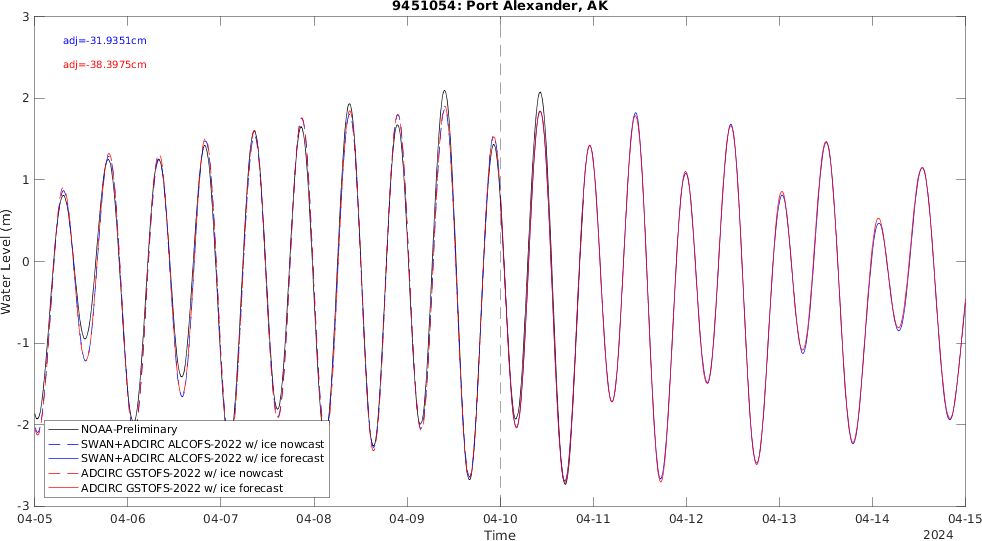 9451054: Port Alexander, AK
adj=-31.9351cm
adj=-38.3975cm
Water Level (m)
3
2
1
0
-1
-2
-3
NOAA-Preliminary
SWAN+ADCIRC ALCOFS-2022 w/ ice nowcast
SWAN+ADCIRC ALCOFS-2022 w/ ice forecast
ADCIRC GSTOFS-2022 w/ ice nowcast
ADCIRC GSTOFS-2022 w/ ice forecast
04-05 04-06 04-07 04-08 04-09 04-10 04-11 04-12 04-13 04-14 04-15
Time
2024